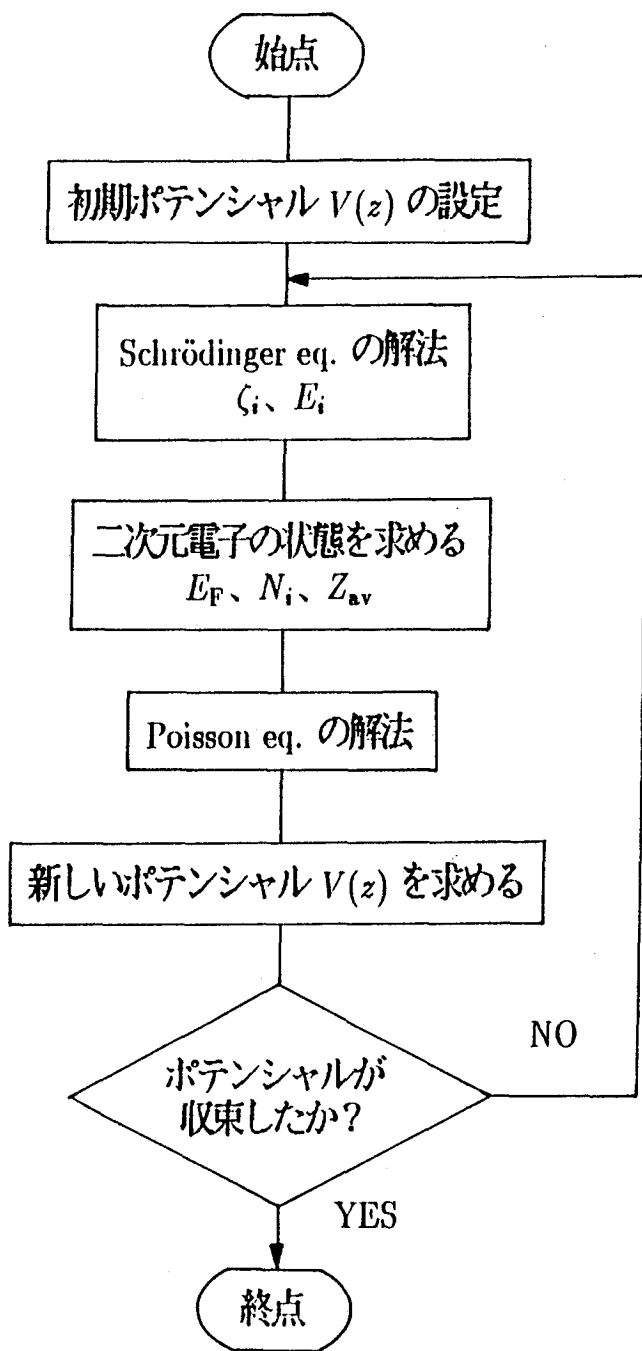 始点
初期ポテンシャル V(z) の設定
Schrödinger eq. の解法
ζi、Ei
二次元電子の状態を求める
EF、Ni、Zav
Poisson eq. の解法
新しいポテンシャル V(z) を求める
ポテンシャルが
収束したか？
NO
YES
終点